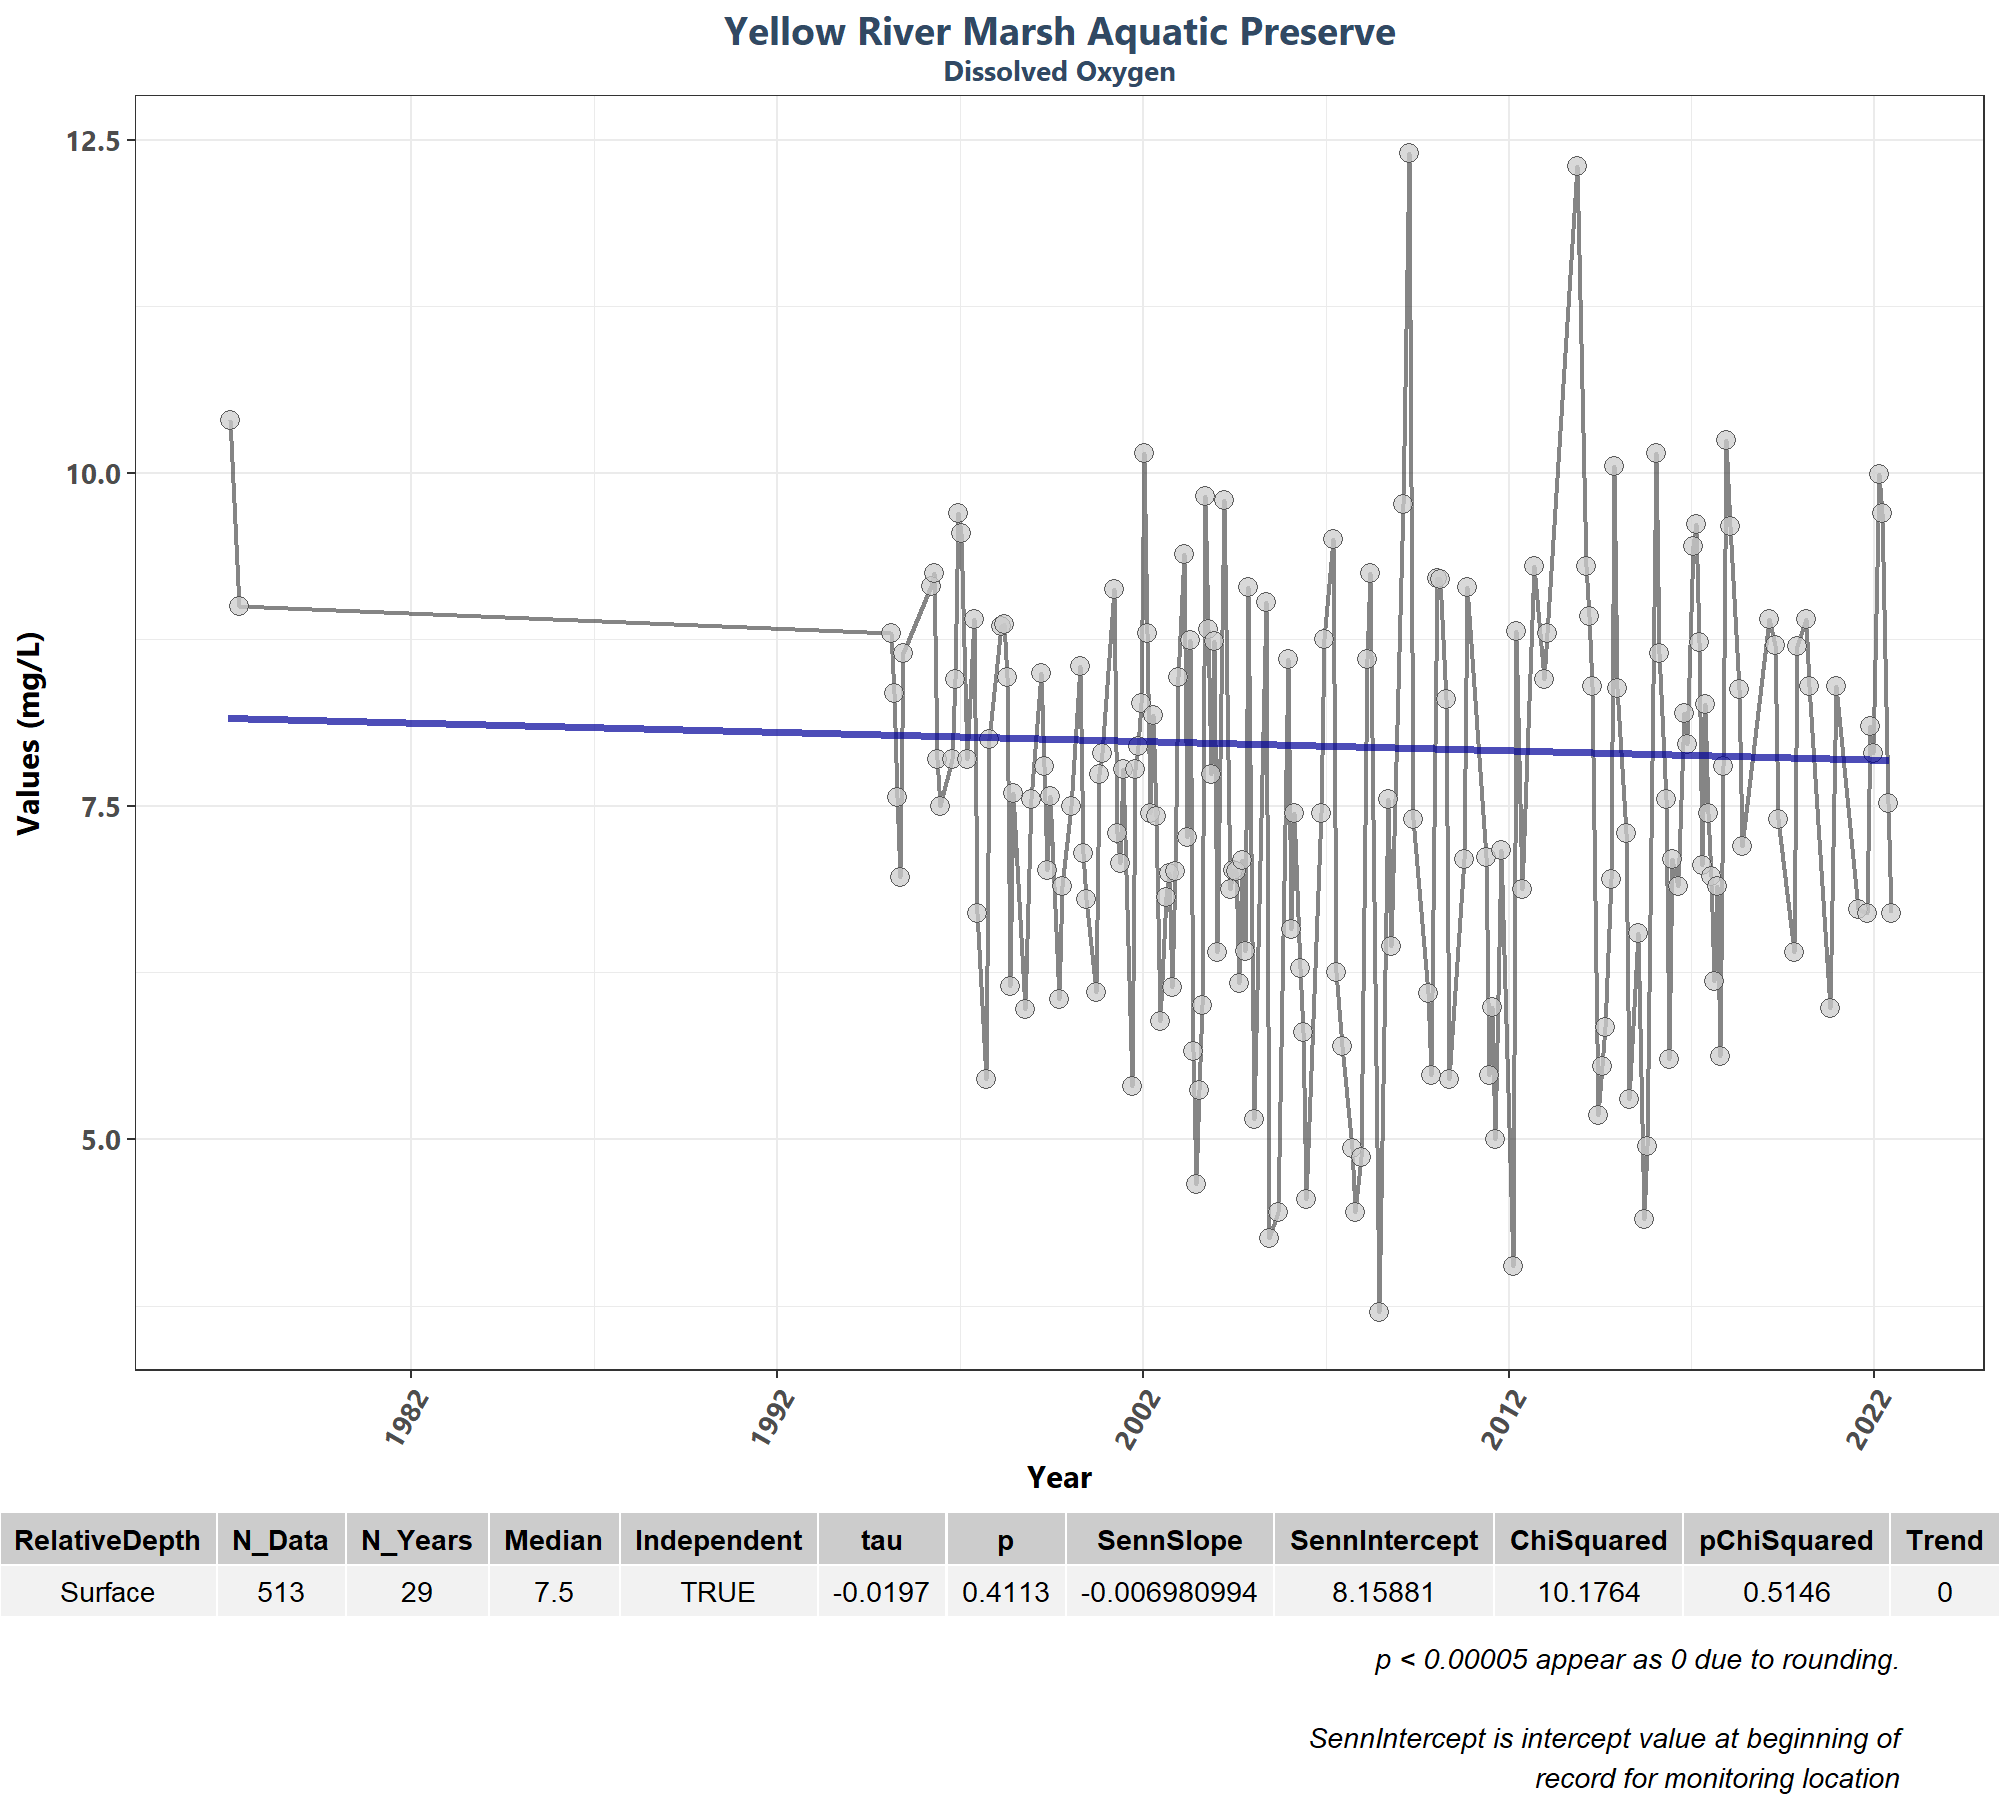 Yellow River Marsh Aquatic Preserve
Dissolved Oxygen
12.5
10.0
7.5
5.0
Values (mg/L)
1982
1992
2002
2012
2022
Year
RelativeDepth N_Data N_Years Median Independent tau p SennSlope SennIntercept ChiSquared pChiSquared Trend
Surface 513 29 7.5 TRUE -0.0197 0.4113 -0.006980994 8.15881 10.1764 0.5146 0
p < 0.00005 appear as 0 due to rounding.
SennIntercept is intercept value at beginning of
record for monitoring location